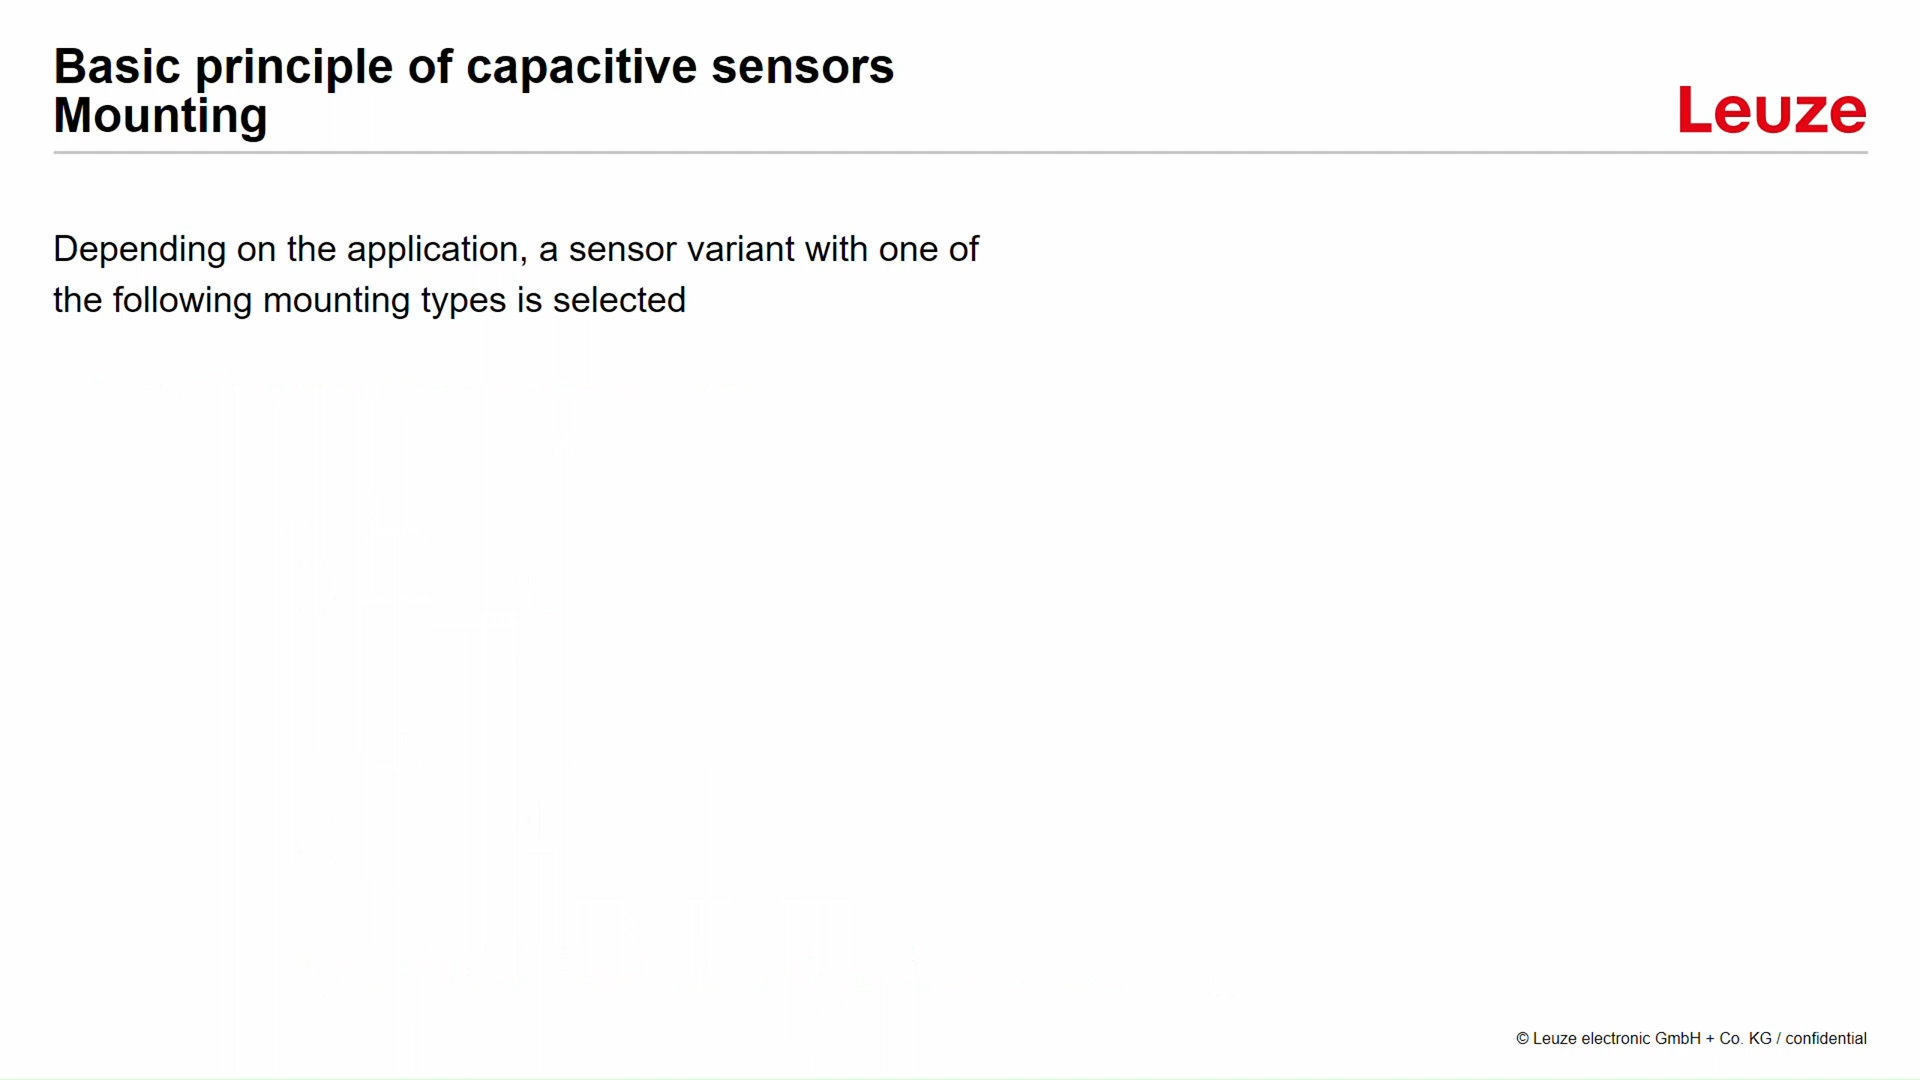 Basic principle of capacitive sensors
Mounting
Leuze
Depending on the application, a sensor variant with one of
the following mounting types is selected
© Leuze electronic GmbH + Co. KG / confidential